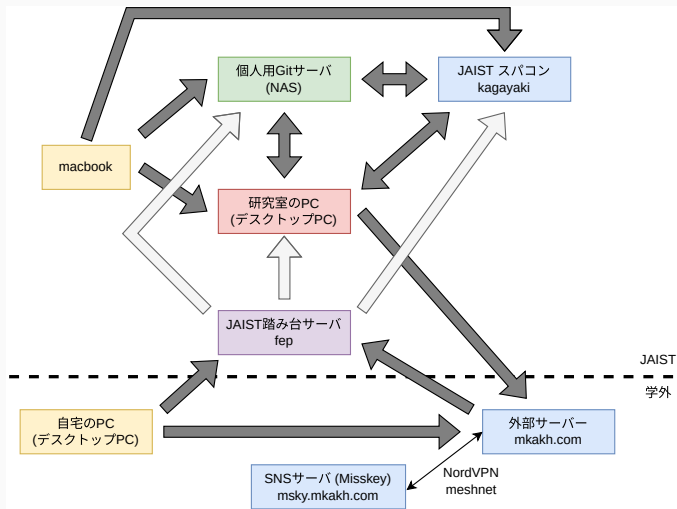 個人用Gitサーバ
(NAS)
JAIST スパコン
kagayaki
macbook
研究室のPC
(デスクトップPC)
JAIST踏み台サーバ
fep
JAIST
学外
自宅のPC
(デスクトップPC)
外部サーバー
mkakh.com
SNSサーバ (Misskey)
msky.mkakh.com
NordVPN
meshnet